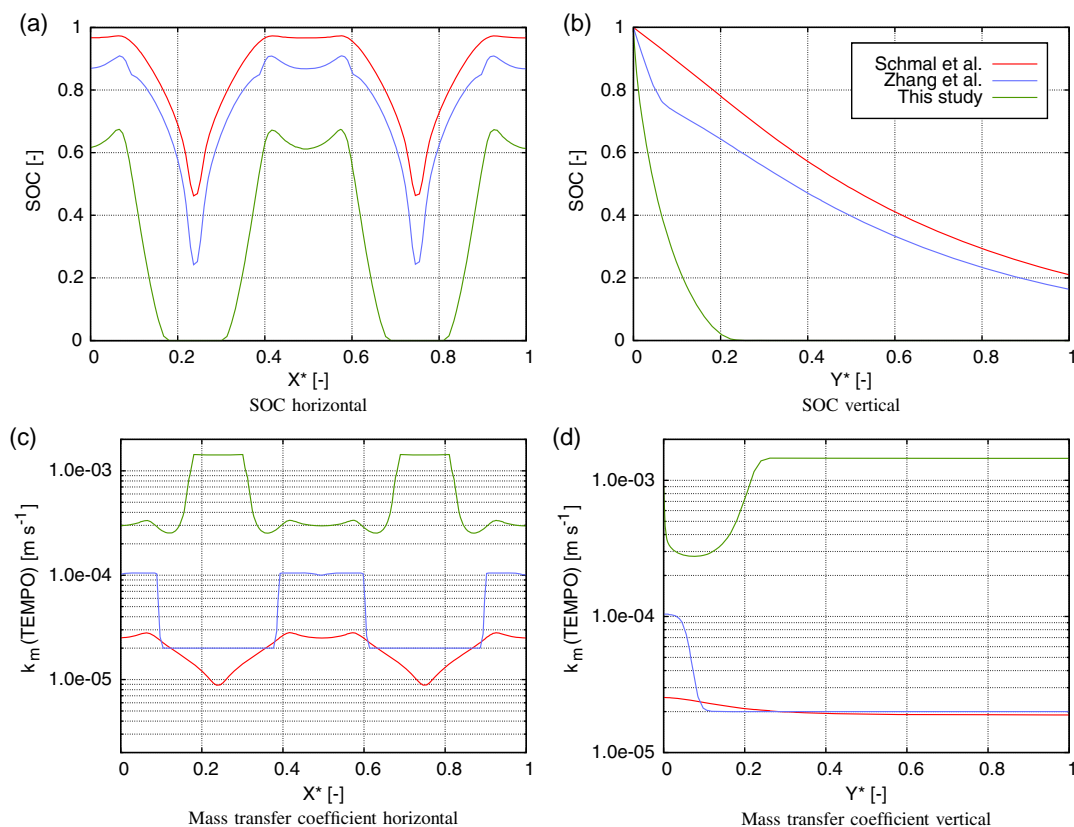 (a)
1
0.8
0.6
0.4
0.2
0
SOC [-]
0 0.2 0.4 0.6 0.8 1
X* [-]
SOC horizontal
(b)
1
0.8
0.6
0.4
0.2
0
SOC [-]
Schmal et al.
Zhang et al.
This study
0 0.2 0.4 0.6 0.8 1
Y* [-]
SOC vertical
(c)
1.0e-03
1.0e-04
1.0e-05
k_m(TEMPO) [m s⁻¹]
0 0.2 0.4 0.6 0.8 1
X* [-]
Mass transfer coefficient horizontal
(d)
1.0e-03
1.0e-04
1.0e-05
k_m(TEMPO) [m s⁻¹]
0 0.2 0.4 0.6 0.8 1
Y* [-]
Mass transfer coefficient vertical